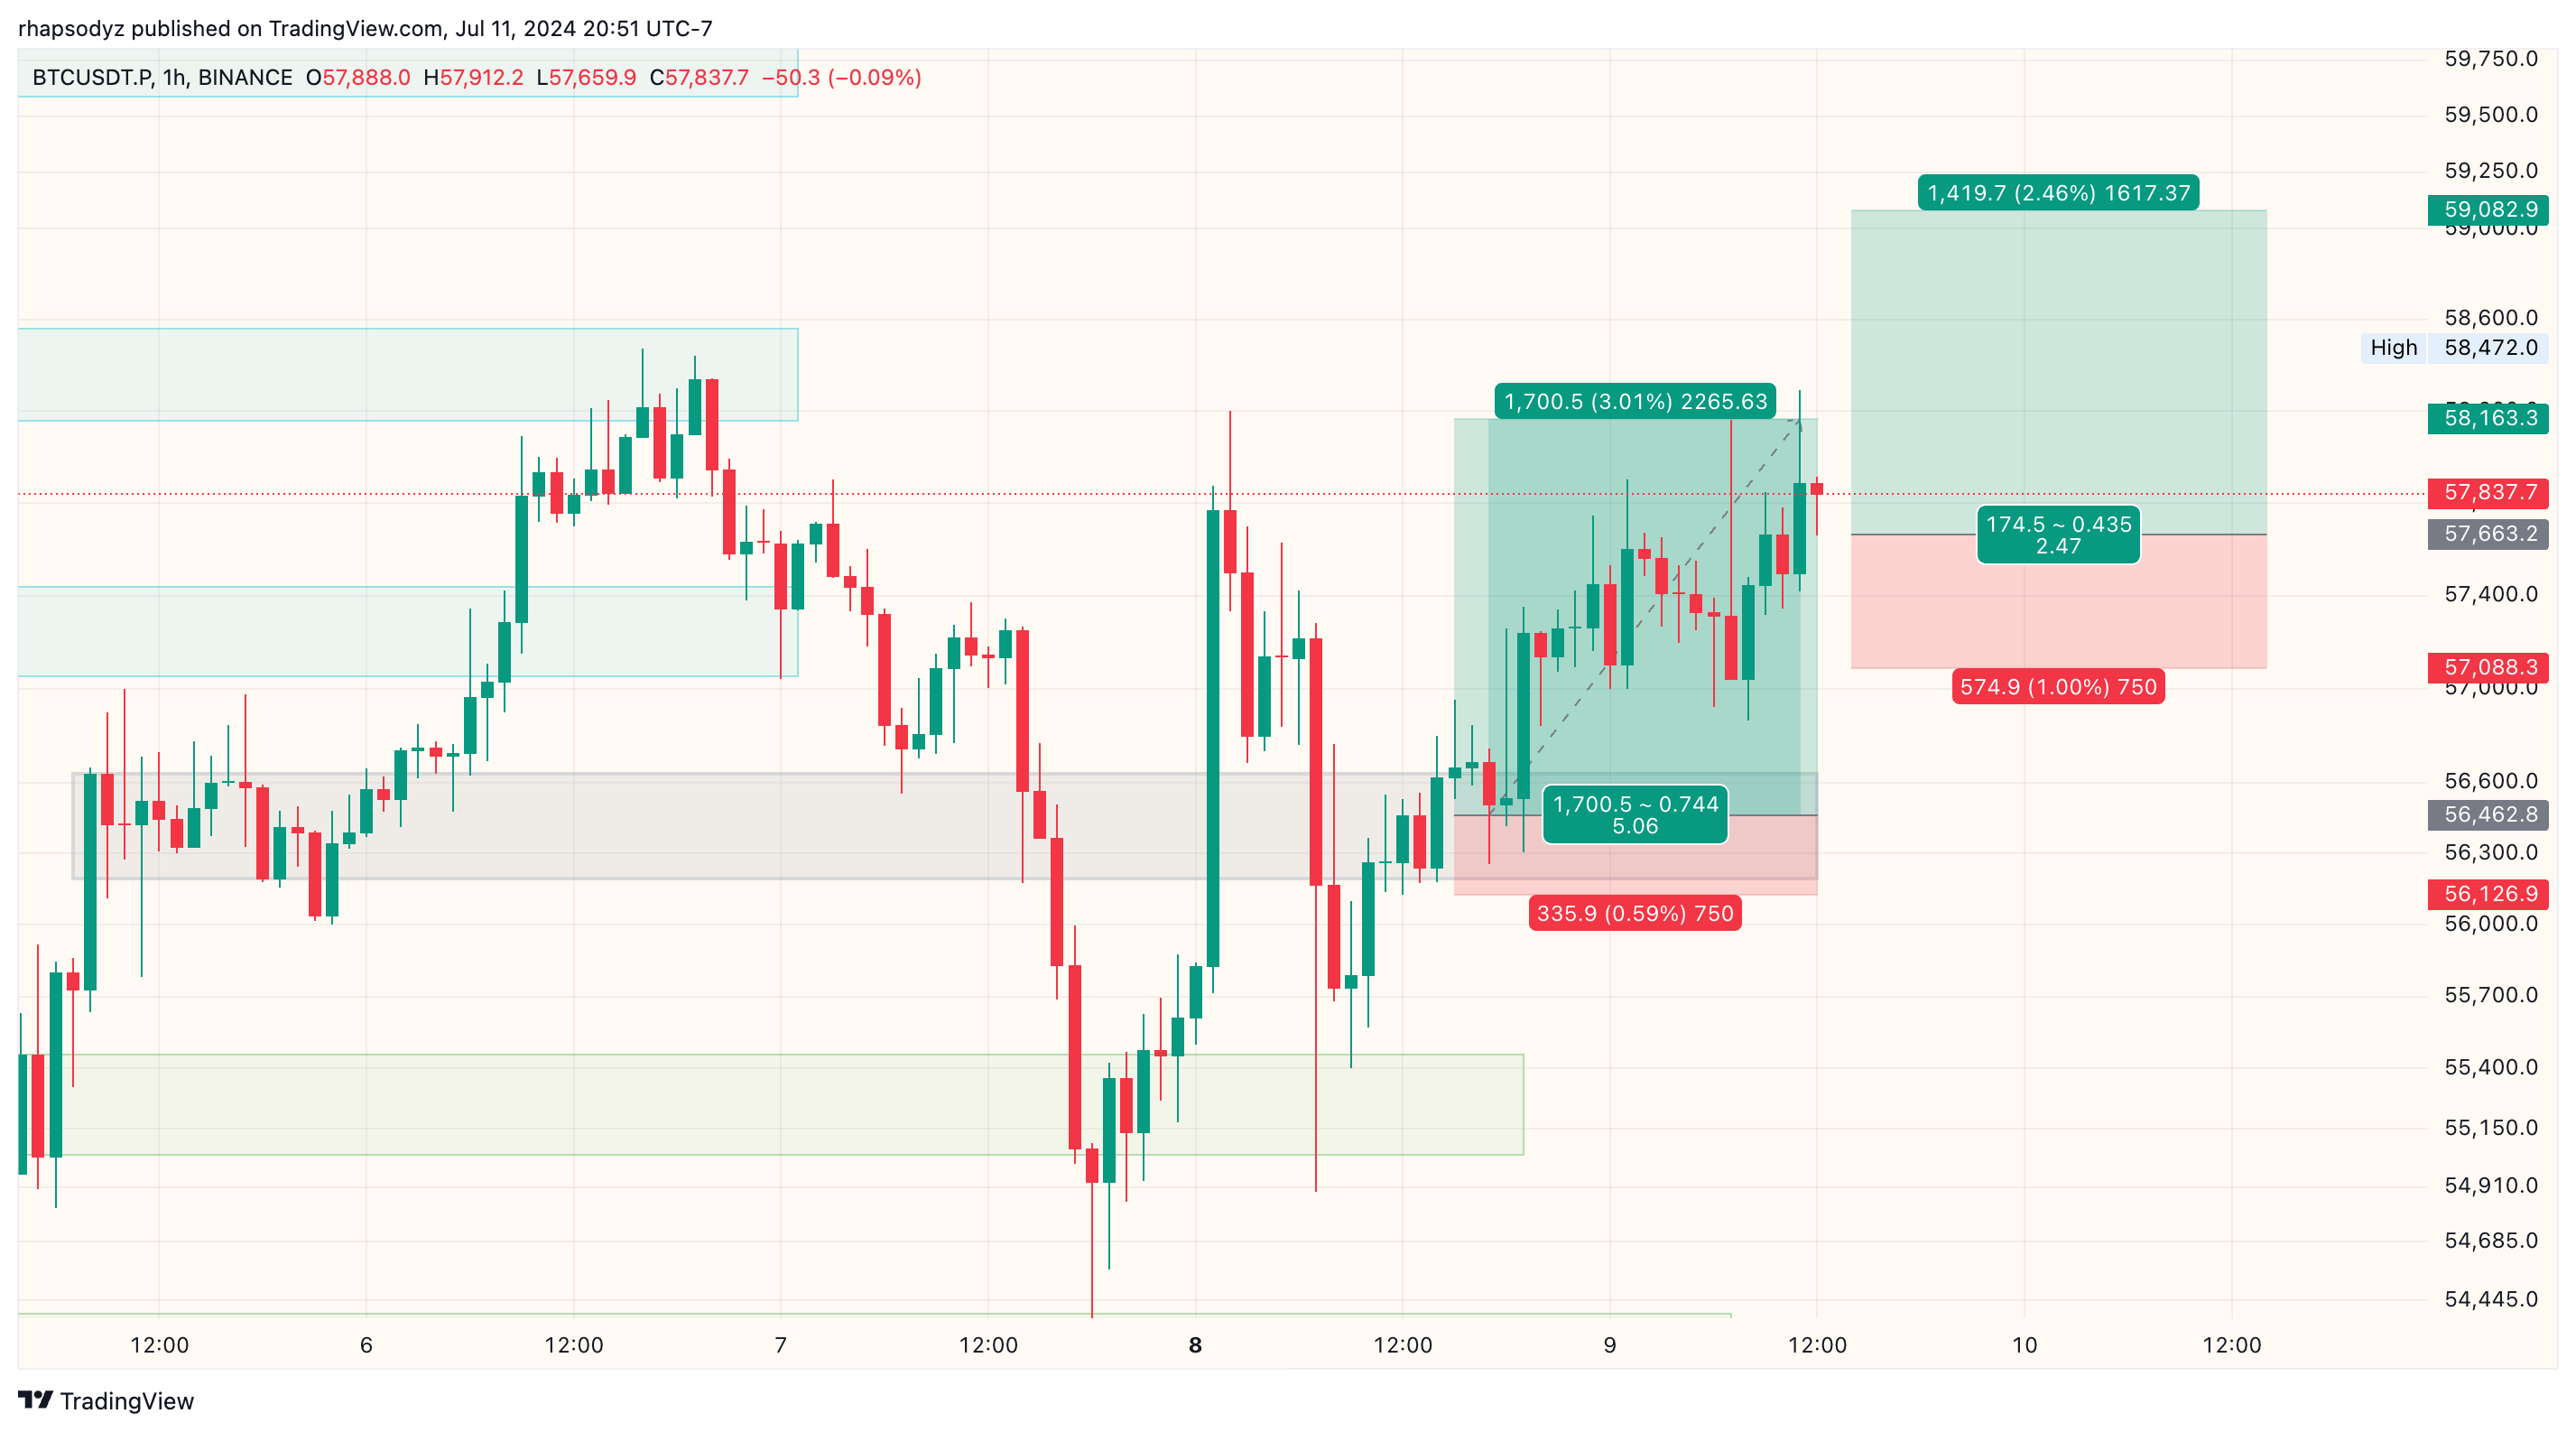 rhapsodyz published on TradingView.com, Jul 11, 2024 20:51 UTC-7
BTCUSDT.P, 1h, BINANCE O57,888.0 H57,912.2 L57,659.9 C57,837.7 −50.3 (−0.09%)
59,750.0
59,500.0
59,250.0
1,419.7 (2.46%) 1617.37
59,082.9
59,000.0
58,600.0
High 58,472.0
1,700.5 (3.01%) 2265.63
58,163.3
57,837.7
174.5 ~ 0.435
2.47
57,663.2
57,400.0
57,088.3
574.9 (1.00%) 750
57,000.0
56,600.0
1,700.5 ~ 0.744
5.06
56,462.8
56,300.0
56,126.9
335.9 (0.59%) 750
56,000.0
55,700.0
55,400.0
55,150.0
54,910.0
54,685.0
54,445.0
12:00 6 12:00 7 12:00 8 12:00 9 12:00 10 12:00
TradingView